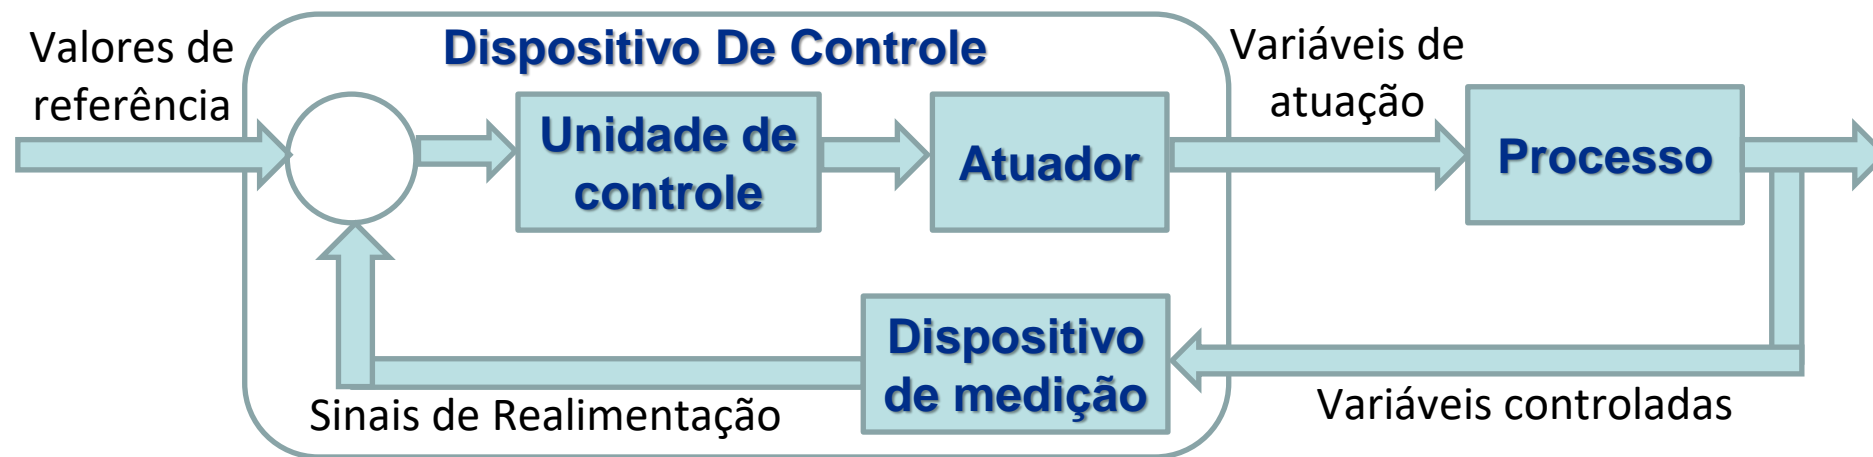 Valores de
referência
Dispositivo De Controle
Unidade de
controle
Atuador
Variáveis de
atuação
Processo
Dispositivo
de medição
Sinais de Realimentação
Variáveis controladas